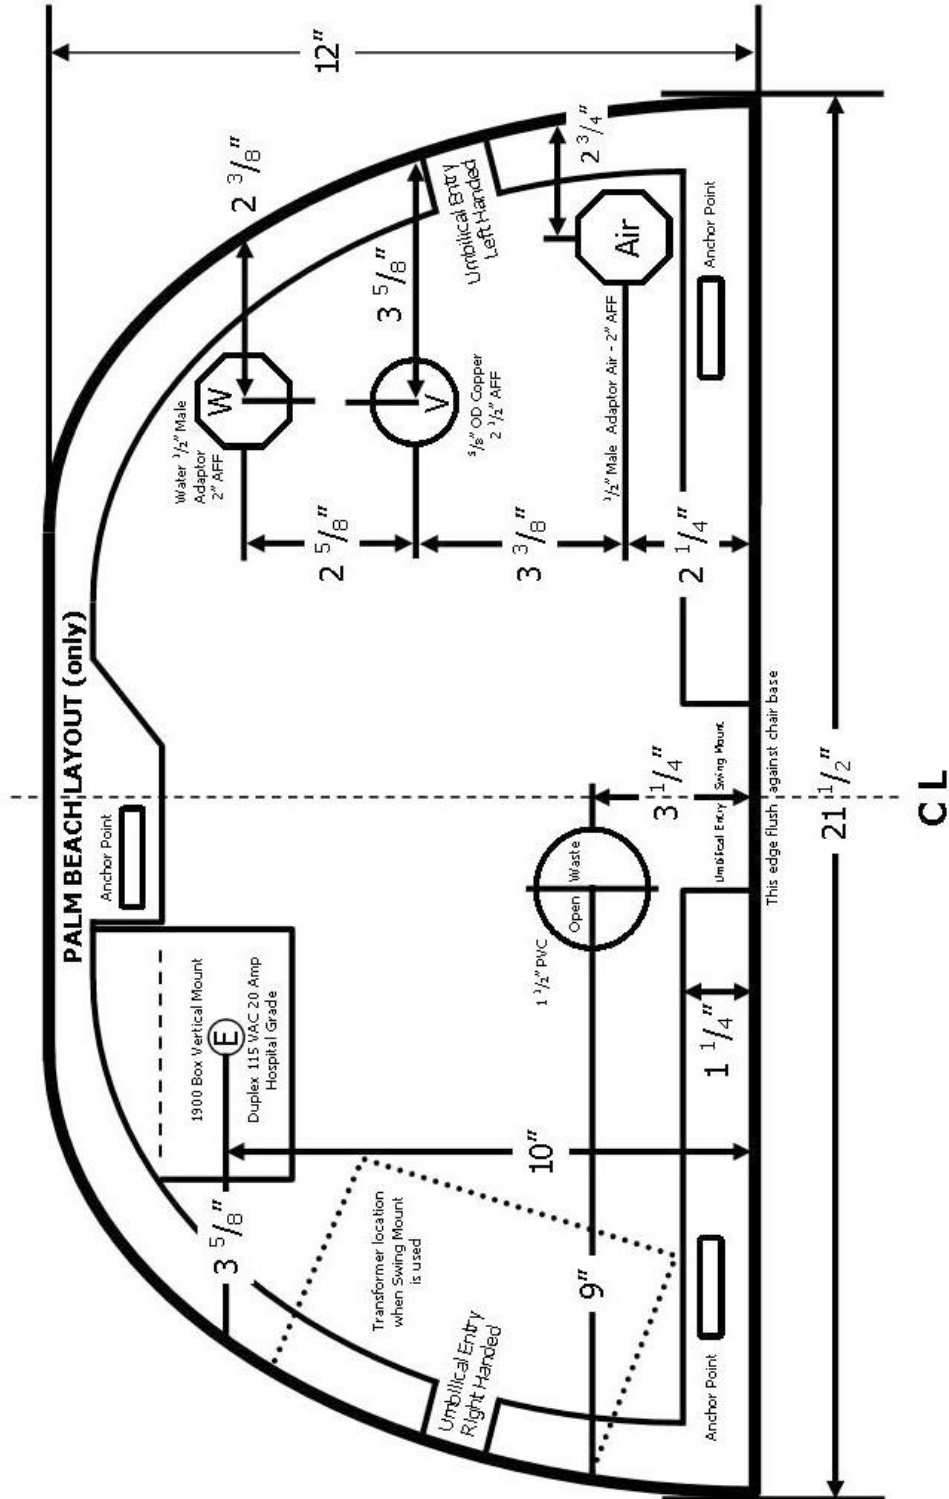 PALM BEACH LAYOUT (only)
12"
2 3/8"
Anchor Point
Water 1/2" Male
Adaptor
2" AFF
W
1900 Box Vertical Mount
E
Duplex 115 VAC 20 Amp
Hospital Grade
3 5/8"
2 5/8"
3 5/8"
V
5/8" OD Copper
2 1/2" AFF
Umbilical Entry
Left Handed
Transformer location
when Swing Mount
is used
10"
3 3/8"
2 3/4"
Umbilical Entry
Right Handed
1 1/2" PVC
Open Waste
9"
1/2" Male Adaptor Air - 2" AFF
Air
3 1/4"
2 1/4"
1 1/4"
Anchor Point
Umbilical Entry Swing Mount
Anchor Point
This edge flush against chair base
21 1/2"
C L